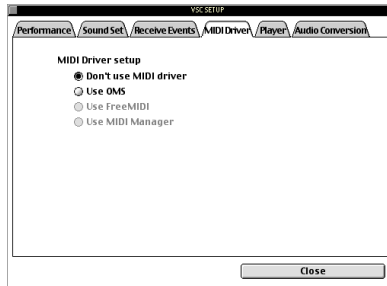 VSC SETUP
Performance Sound Set Receive Events MIDI Driver Player Audio Conversion
MIDI Driver setup
Don't use MIDI driver
Use OMS
Use FreeMIDI
Use MIDI Manager
Close